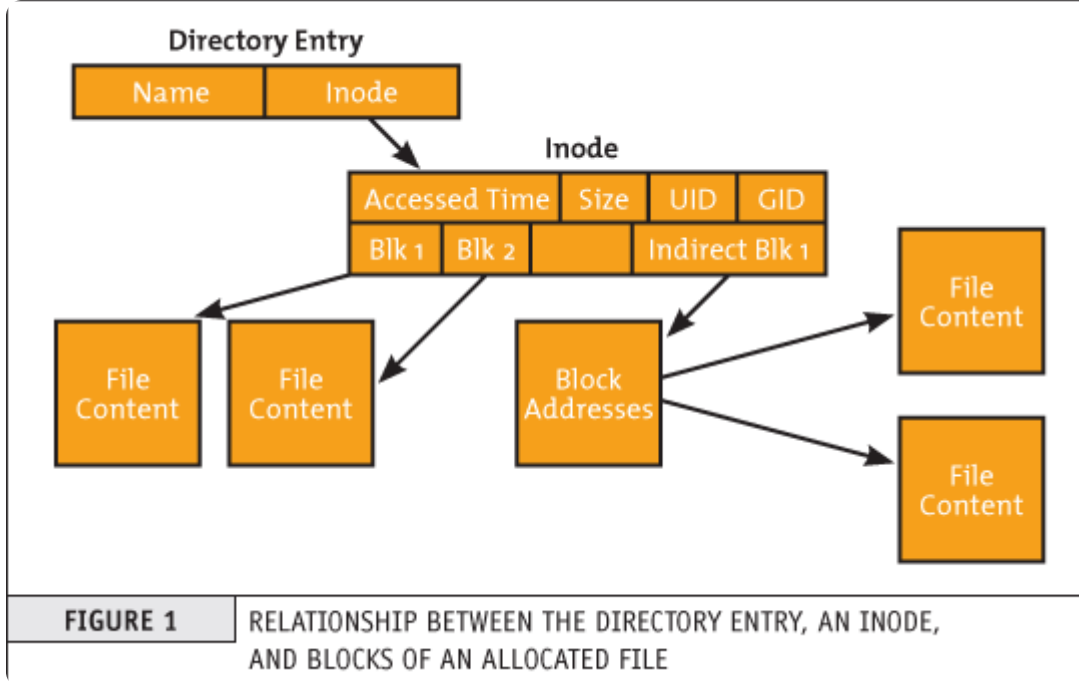 Directory Entry
Name Inode
Inode
Accessed Time Size UID GID
Blk 1 Blk 2 Indirect Blk 1
File
Content
File
Content
Block
Addresses
File
Content
File
Content
FIGURE 1 RELATIONSHIP BETWEEN THE DIRECTORY ENTRY, AN INODE,
AND BLOCKS OF AN ALLOCATED FILE